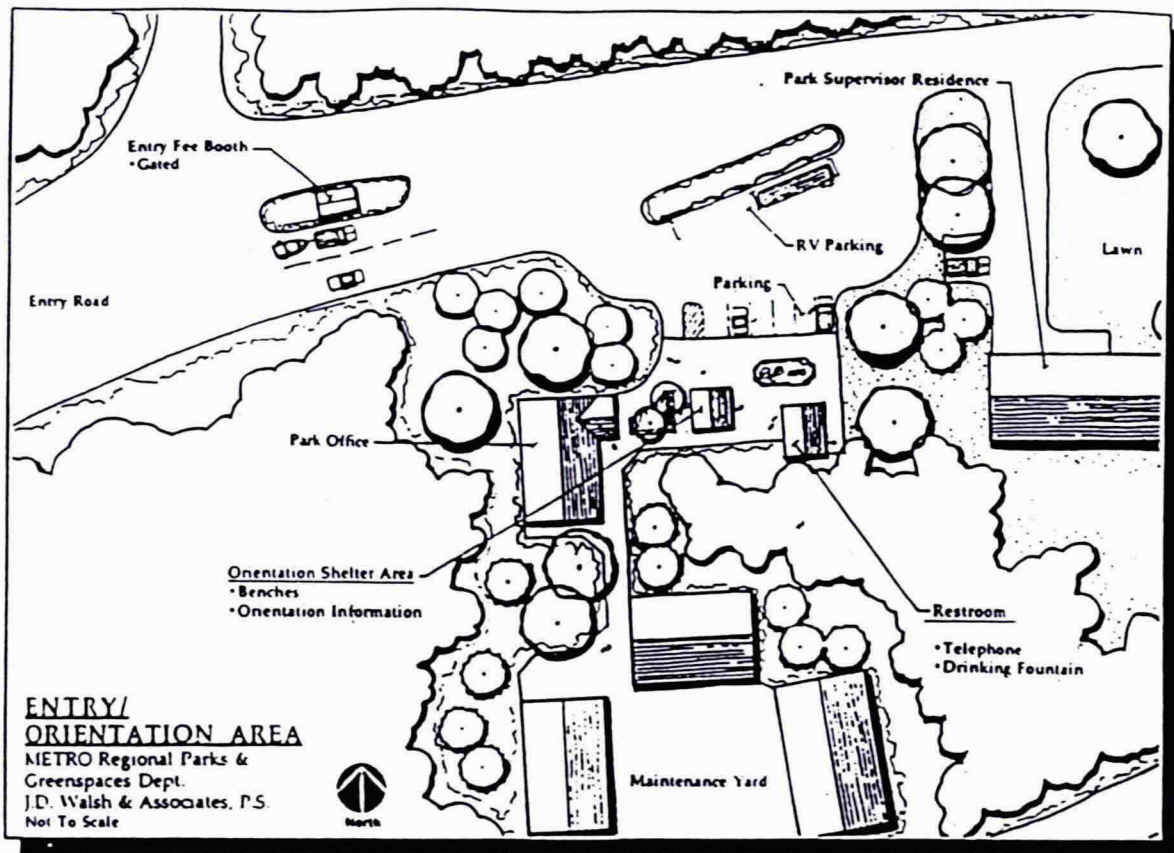 Park Supervisor Residence
Entry Fee Booth
•Gated
RV Parking
Lawn
Parking
Entry Road
Park Office
Orientation Shelter Area
•Benches
•Orientation Information
Restroom
•Telephone
•Drinking Fountain
Maintenance Yard
ENTRY/
ORIENTATION AREA
METRO Regional Parks &
Greenspaces Dept.
J.D. Walsh & Associates, P.S.
Not To Scale
North